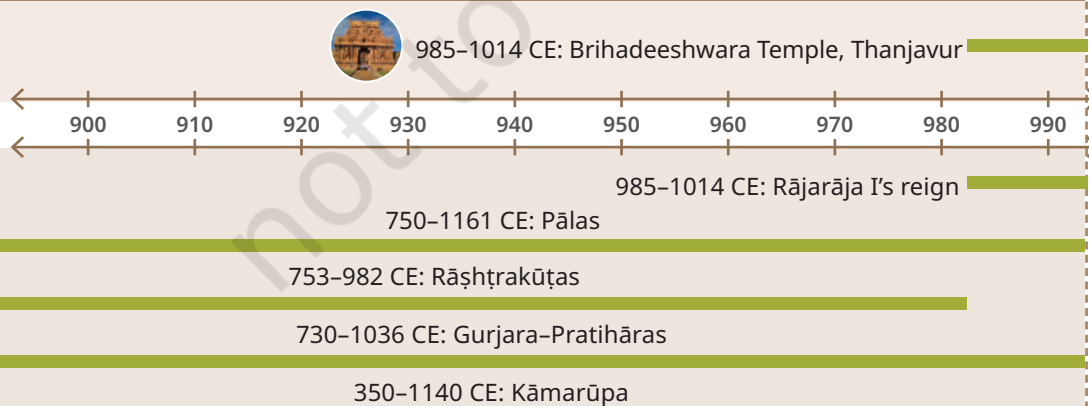 985–1014 CE: Brihadeeshwara Temple, Thanjavur
900 910 920 930 940 950 960 970 980 990
985–1014 CE: Rājarāja I’s reign
750–1161 CE: Pālas
753–982 CE: Rāṣhṭrakūṭas
730–1036 CE: Gurjara–Pratihāras
350–1140 CE: Kāmarūpa
not to